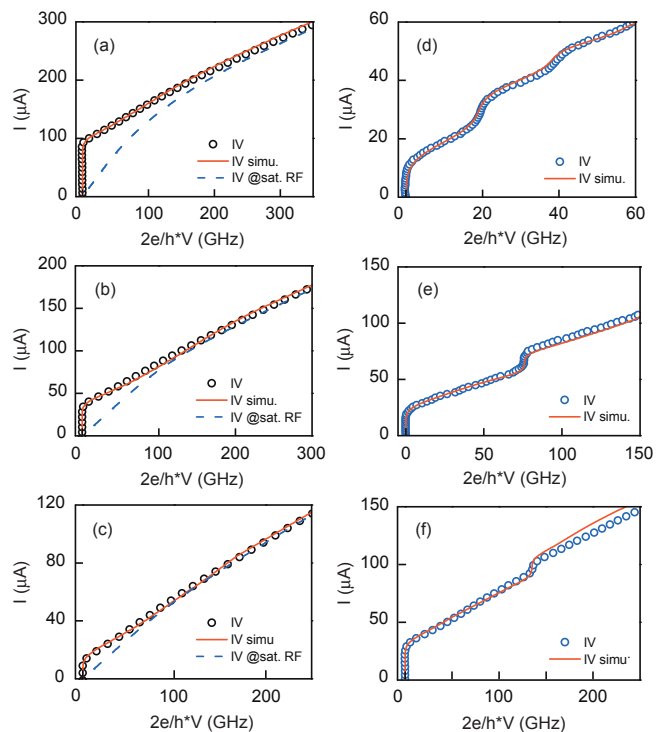 (a)
I (μA)
300
200
100
0
IV
IV simu.
IV @sat. RF
0 100 200 300
2e/h*V (GHz)
(d)
I (μA)
60
40
20
0
IV
IV simu.
20 40 60
2e/h*V (GHz)
(b)
I (μA)
200
150
100
50
0
IV
IV simu.
IV @sat. RF
0 100 200 300
2e/h*V (GHz)
(e)
I (μA)
150
100
50
0
IV
IV simu.
0 50 100 150
2e/h*V (GHz)
(c)
I (μA)
120
80
40
0
IV
IV simu
IV @sat. RF
0 100 200
2e/h*V (GHz)
(f)
I (μA)
150
100
50
0
IV
IV simu.
0 100 200
2e/h*V (GHz)